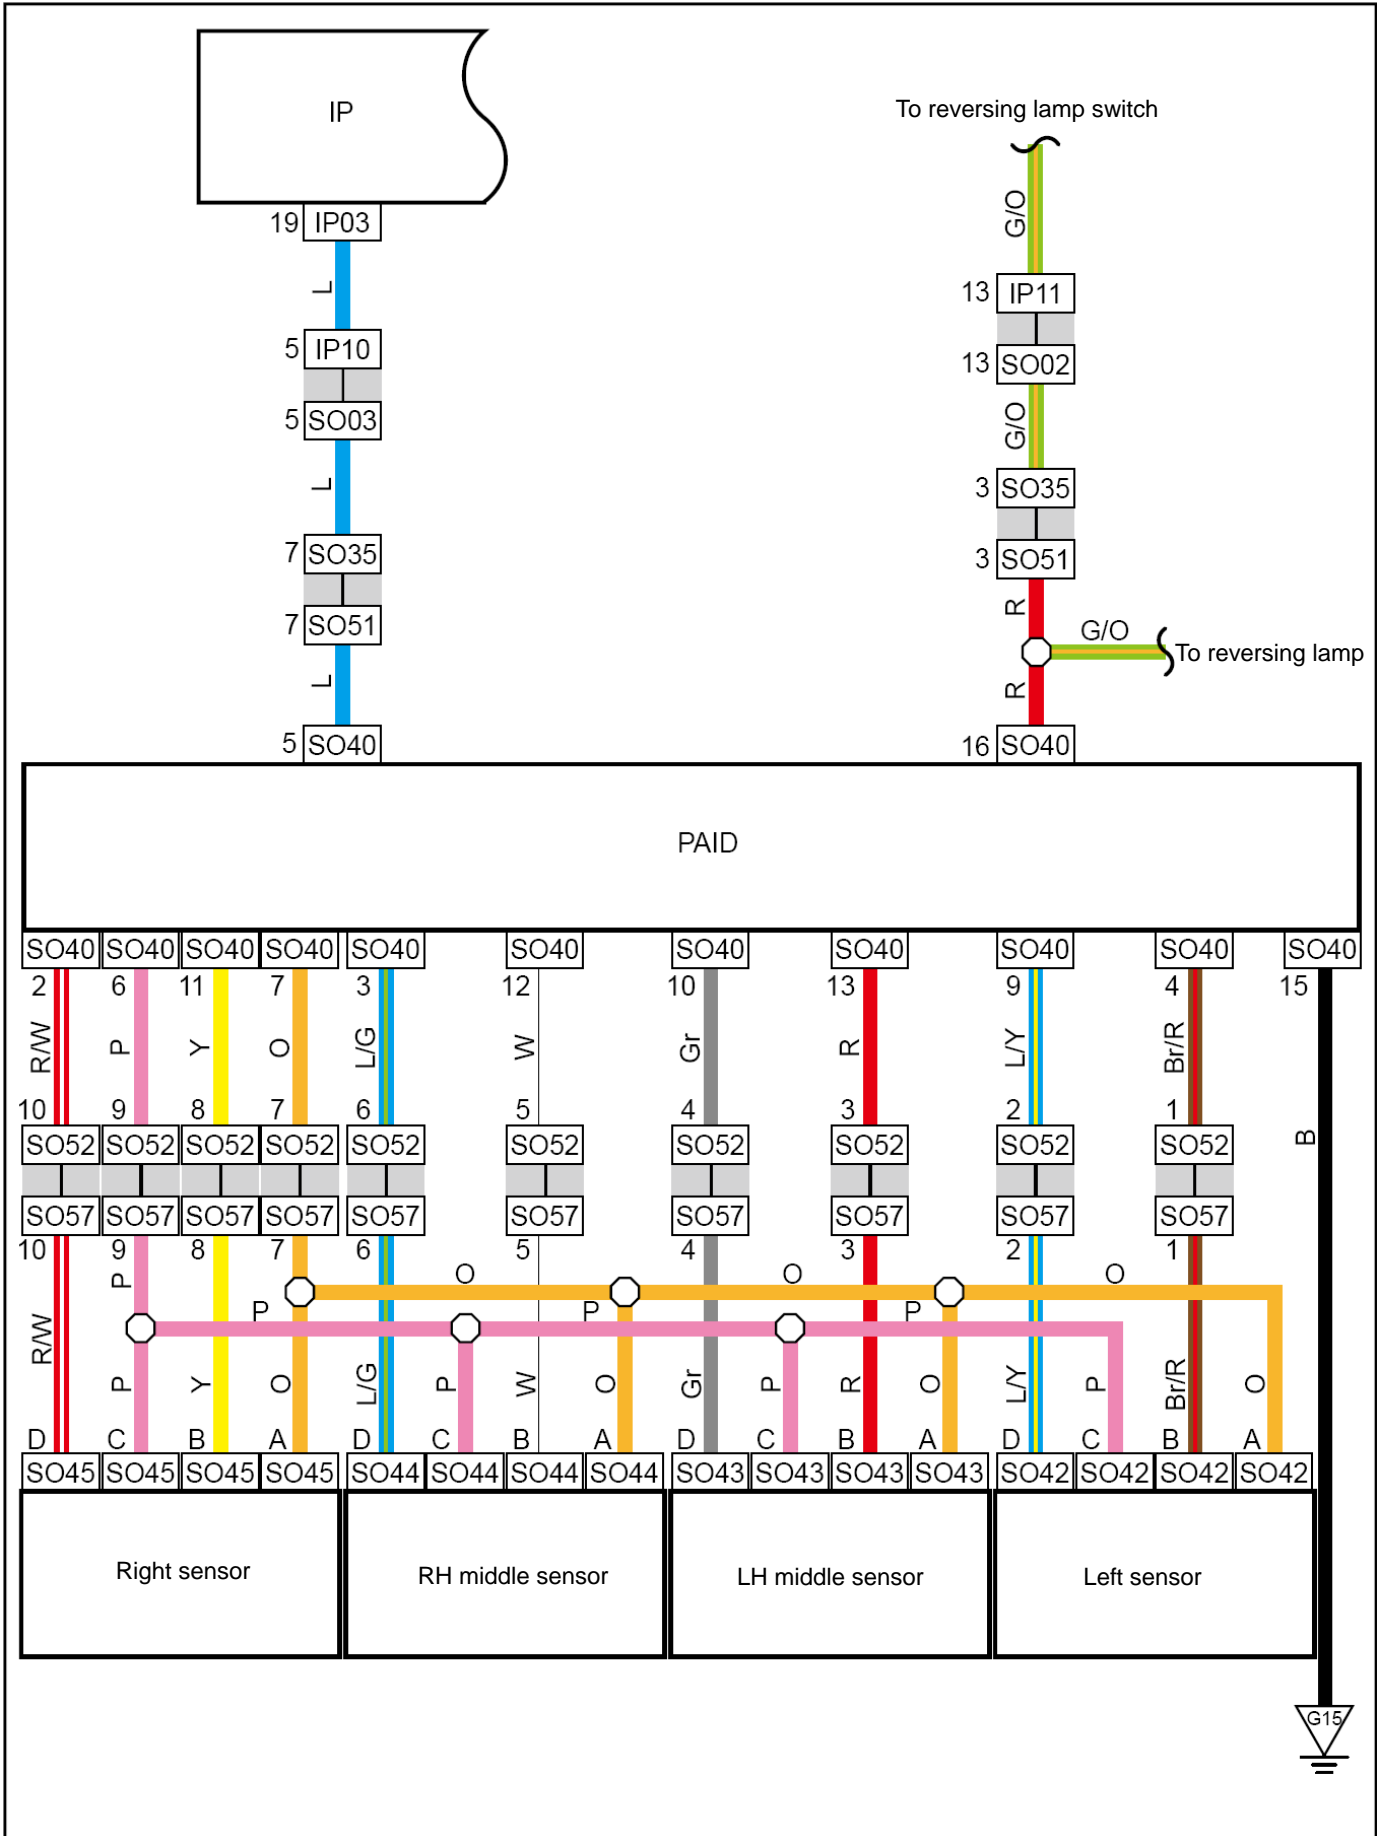 IP
To reversing lamp switch
19 IP03
G/O
L
13 IP11
5 IP10
13 SO02
5 SO03
G/O
L
3 SO35
7 SO35
3 SO51
7 SO51
R
G/O
To reversing lamp
L
R
5 SO40
16 SO40
PAID
SO40 SO40 SO40 SO40 SO40 SO40 SO40 SO40 SO40 SO40 SO40
2 6 11 7 3 12 10 13 9 4 15
R/W P Y O L/G W Gr R L/Y Br/R
10 9 8 7 6 5 4 3 2 1
B
SO52 SO52 SO52 SO52 SO52 SO52 SO52 SO52 SO52 SO52
SO57 SO57 SO57 SO57 SO57 SO57 SO57 SO57 SO57 SO57
10 9 8 7 6 5 4 3 2 1
P O O O
P P P
R/W P Y O L/G P W O Gr P R O L/Y P Br/R O
D C B A D C B A D C B A D C B A
SO45 SO45 SO45 SO45 SO44 SO44 SO44 SO44 SO43 SO43 SO43 SO43 SO42 SO42 SO42 SO42
Right sensor
RH middle sensor
LH middle sensor
Left sensor
G15